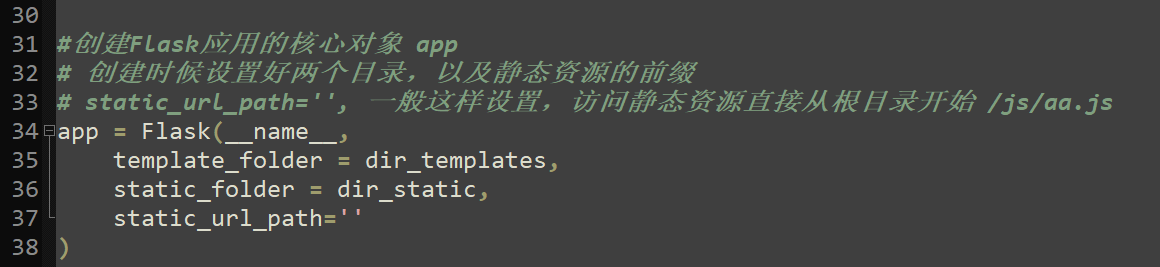 30
31 #创建Flask应用的核心对象 app
32 # 创建时候设置好两个目录，以及静态资源的前缀
33 # static_url_path='', 一般这样设置，访问静态资源直接从根目录开始 /js/aa.js
34 app = Flask(__name__,
35     template_folder = dir_templates,
36     static_folder = dir_static,
37     static_url_path=''
38 )